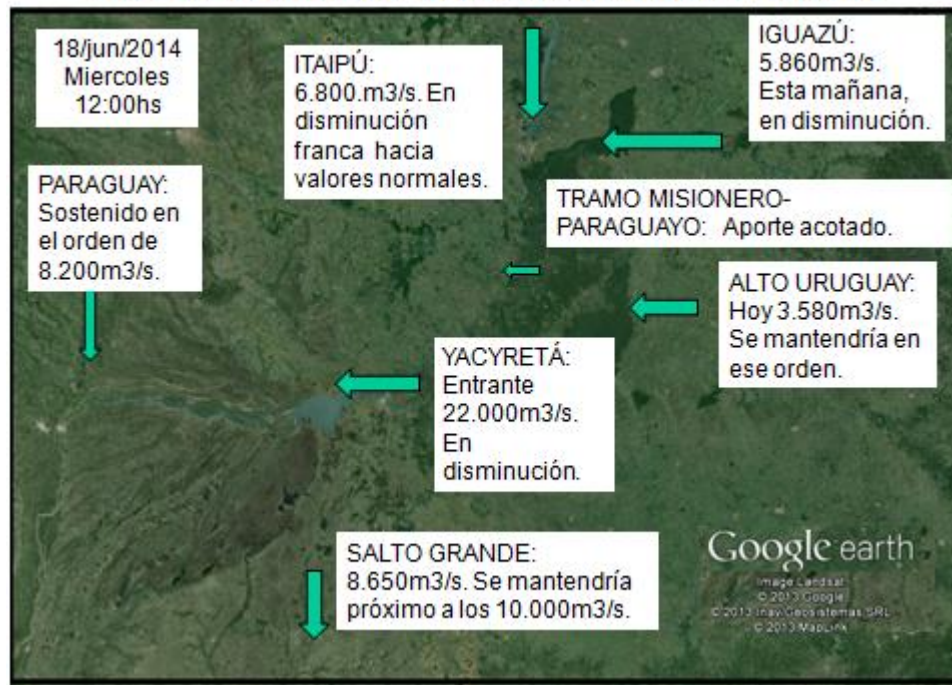 18/jun/2014
Miercoles
12:00hs
ITAIPÚ:
6.800.m3/s. En
disminución
franca hacia
valores normales.
IGUAZÚ:
5.860m3/s.
Esta mañana,
en disminución.
PARAGUAY:
Sostenido en
el orden de
8.200m3/s.
TRAMO MISIONERO-
PARAGUAYO: Aporte acotado.
ALTO URUGUAY:
Hoy 3.580m3/s.
Se mantendría en
ese orden.
YACYRETÁ:
Entrante
22.000m3/s.
En
disminución.
SALTO GRANDE:
8.650m3/s. Se mantendría
próximo a los 10.000m3/s.
Google earth
Image Landsat
© 2013 Google
© 2013 Inav/Geosistemas SRL
© 2013 MapLink